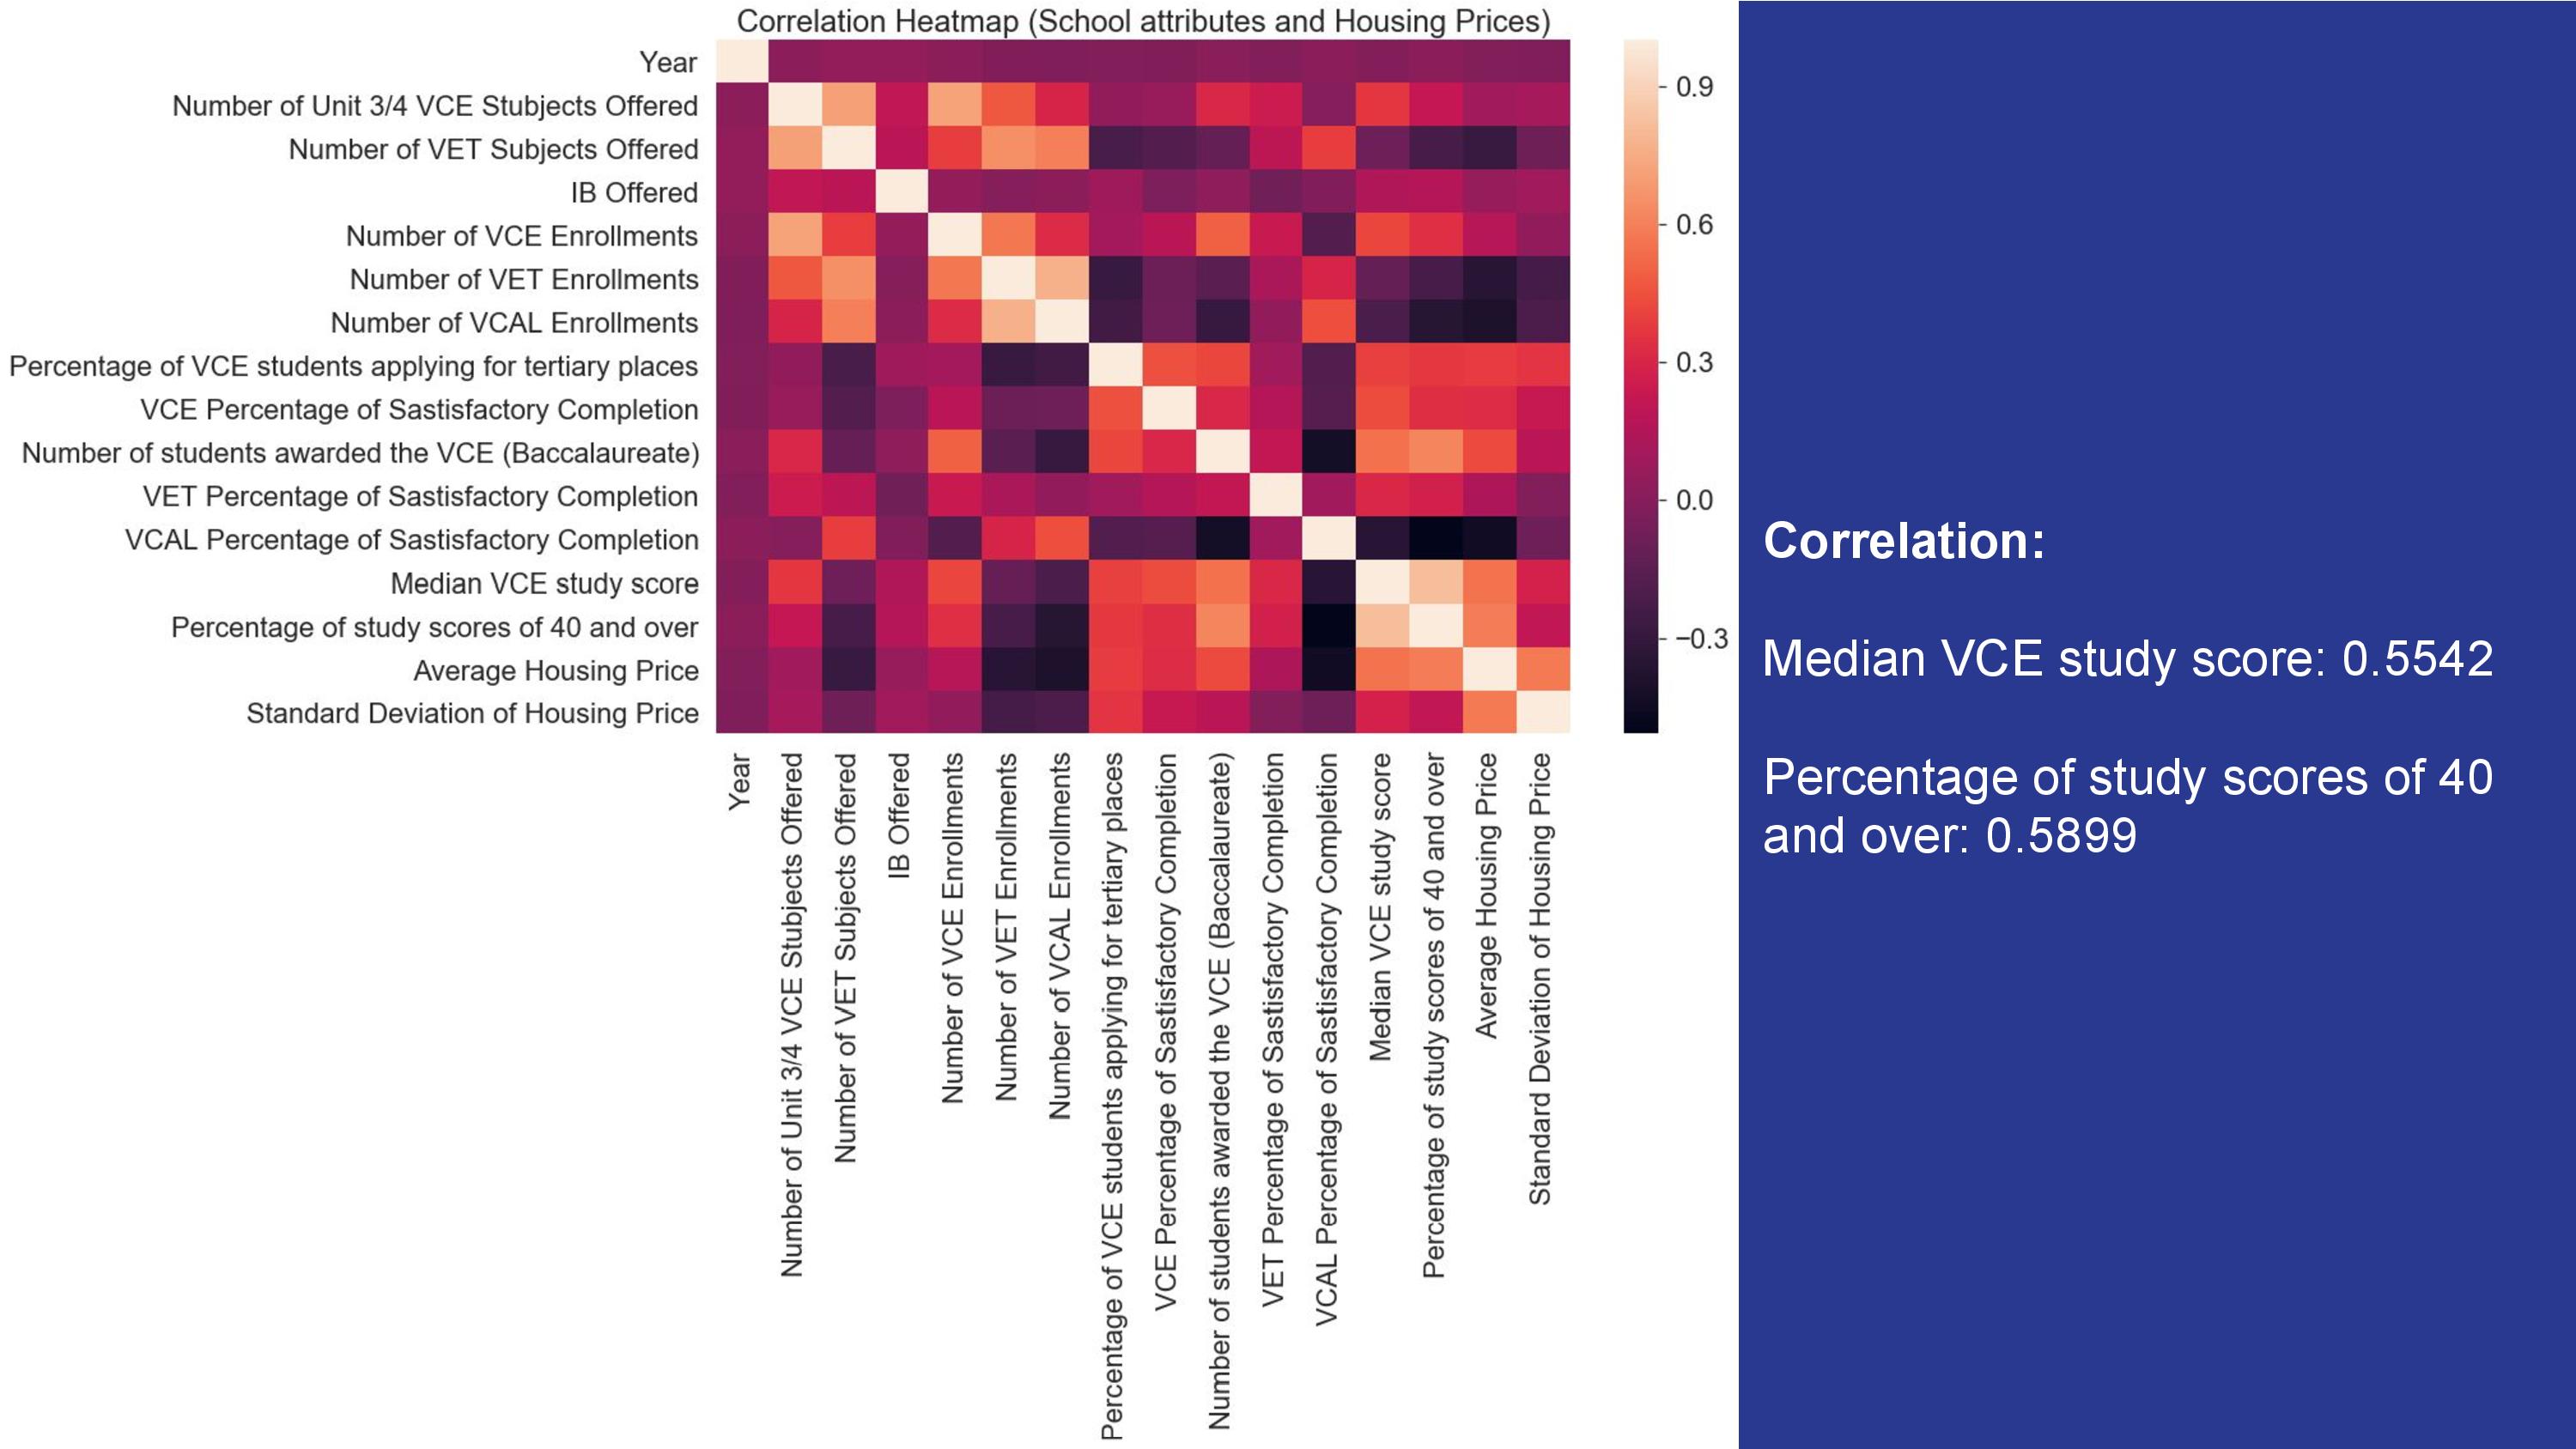 Correlation Heatmap (School attributes and Housing Prices)
Year
Number of Unit 3/4 VCE Stubjects Offered
Number of VET Subjects Offered
IB Offered
Number of VCE Enrollments
Number of VET Enrollments
Number of VCAL Enrollments
Percentage of VCE students applying for tertiary places
VCE Percentage of Sastisfactory Completion
Number of students awarded the VCE (Baccalaureate)
VET Percentage of Sastisfactory Completion
VCAL Percentage of Sastisfactory Completion
Median VCE study score
Percentage of study scores of 40 and over
Average Housing Price
Standard Deviation of Housing Price
Year
Number of Unit 3/4 VCE Stubjects Offered
Number of VET Subjects Offered
IB Offered
Number of VCE Enrollments
Number of VET Enrollments
Number of VCAL Enrollments
Percentage of VCE students applying for tertiary places
VCE Percentage of Sastisfactory Completion
Number of students awarded the VCE (Baccalaureate)
VET Percentage of Sastisfactory Completion
VCAL Percentage of Sastisfactory Completion
Median VCE study score
Percentage of study scores of 40 and over
Average Housing Price
Standard Deviation of Housing Price
0.9
0.6
0.3
0.0
−0.3
Correlation:
Median VCE study score: 0.5542
Percentage of study scores of 40
and over: 0.5899